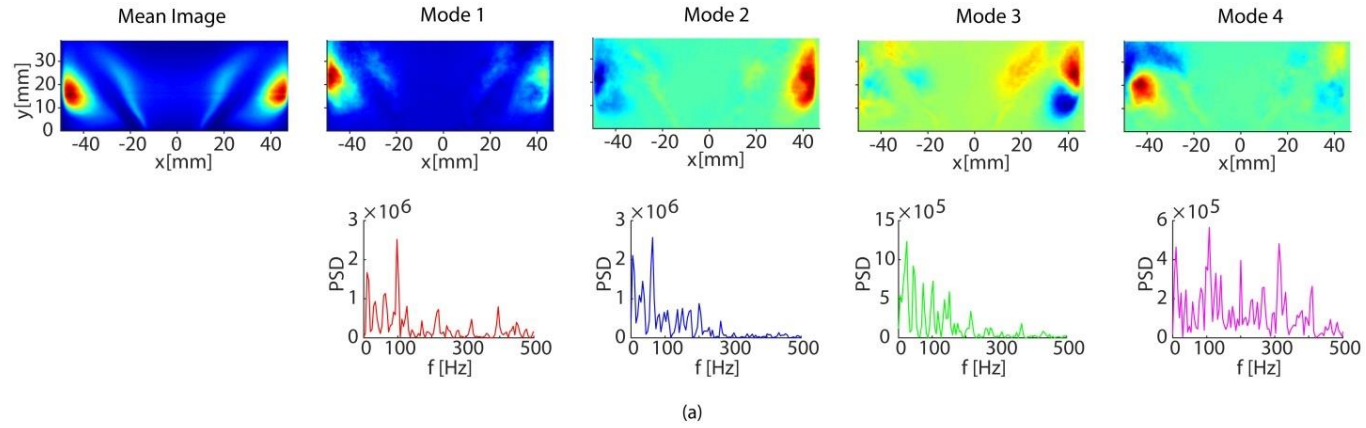 Mean Image
Mode 1
Mode 2
Mode 3
Mode 4
y[mm]
30
20
10
0
-40 -20 0 20 40
x[mm]
-40 -20 0 20 40
x[mm]
-40 -20 0 20 40
x[mm]
-40 -20 0 20 40
x[mm]
-40 -20 0 20 40
x[mm]
×10⁶
3
2
1
0
PSD
0 100 300 500
f [Hz]
×10⁶
3
2
1
0
PSD
0 100 300 500
f [Hz]
×10⁵
15
10
5
0
PSD
0 100 300 500
f [Hz]
×10⁵
6
4
2
0
PSD
0 100 300 500
f [Hz]
(a)